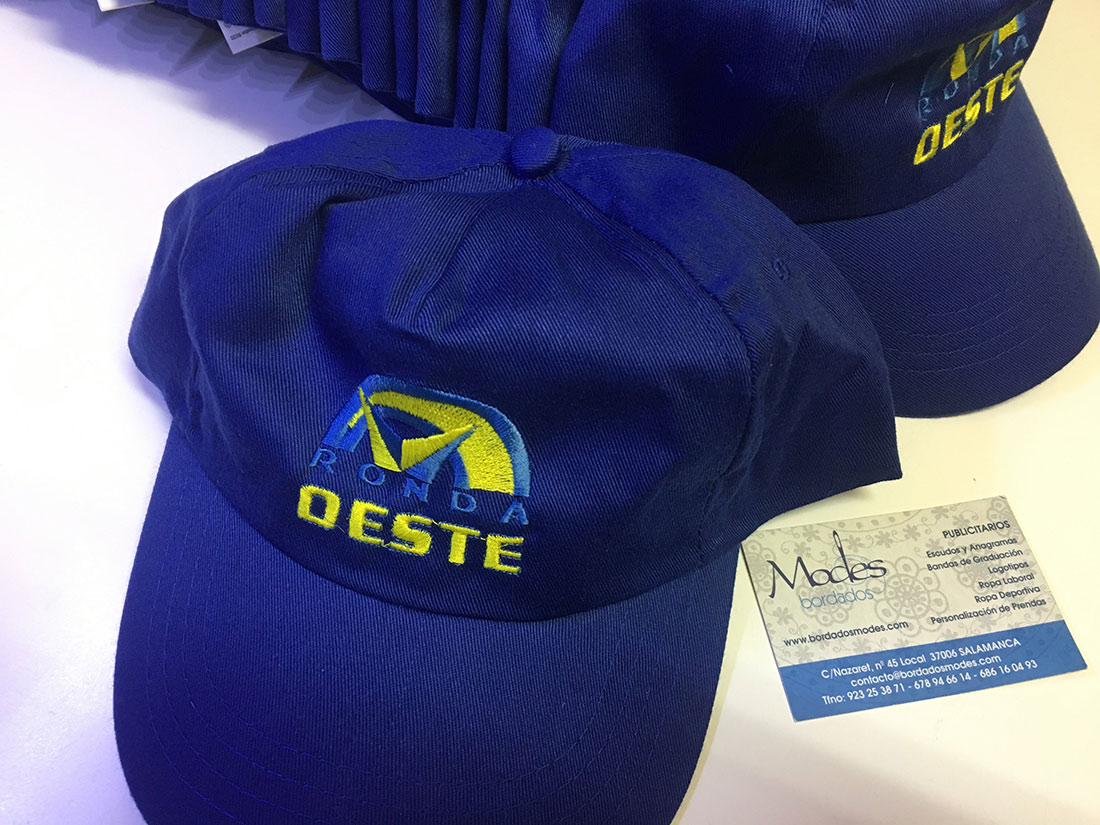 RONDA
OESTE
RONDA
OESTE
Modes
bordados
www.bordadosmodes.com
PUBLICITARIOS
Escudos y Anagramas
Bandas de Graduación
Logotipos
Ropa Laboral
Ropa Deportiva
Personalización de Prendas
C/Nazaret, nº 45 Local 37006 SALAMANCA
contacto@bordadosmodes.com
Tfno: 923 25 38 71 - 678 94 66 14 - 686 16 04 93